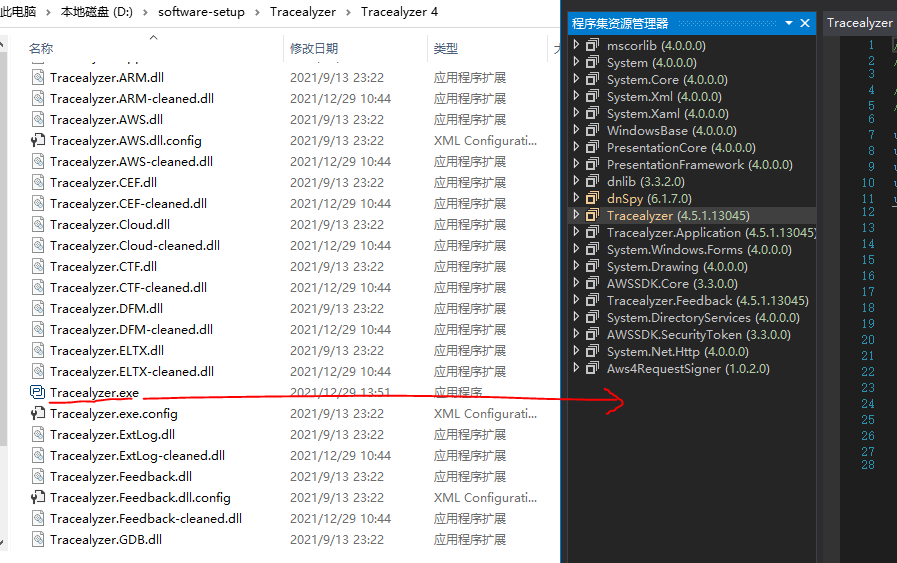 此电脑 > 本地磁盘 (D:) > software-setup > Tracealyzer > Tracealyzer 4
名称 修改日期 类型
Tracealyzer.ARM.dll 2021/9/13 23:22 应用程序扩展
Tracealyzer.ARM-cleaned.dll 2021/12/29 10:44 应用程序扩展
Tracealyzer.AWS.dll 2021/9/13 23:22 应用程序扩展
Tracealyzer.AWS.dll.config 2021/9/13 23:22 XML Configurati...
Tracealyzer.AWS-cleaned.dll 2021/12/29 10:44 应用程序扩展
Tracealyzer.CEF.dll 2021/9/13 23:22 应用程序扩展
Tracealyzer.CEF-cleaned.dll 2021/12/29 10:44 应用程序扩展
Tracealyzer.Cloud.dll 2021/9/13 23:22 应用程序扩展
Tracealyzer.Cloud-cleaned.dll 2021/12/29 10:44 应用程序扩展
Tracealyzer.CTF.dll 2021/9/13 23:22 应用程序扩展
Tracealyzer.CTF-cleaned.dll 2021/12/29 10:44 应用程序扩展
Tracealyzer.DFM.dll 2021/9/13 23:22 应用程序扩展
Tracealyzer.DFM-cleaned.dll 2021/12/29 10:44 应用程序扩展
Tracealyzer.ELTX.dll 2021/9/13 23:22 应用程序扩展
Tracealyzer.ELTX-cleaned.dll 2021/12/29 10:44 应用程序扩展
Tracealyzer.exe 2021/12/29 13:51 应用程序
Tracealyzer.exe.config 2021/9/13 23:22 XML Configurati...
Tracealyzer.ExtLog.dll 2021/9/13 23:22 应用程序扩展
Tracealyzer.ExtLog-cleaned.dll 2021/12/29 10:44 应用程序扩展
Tracealyzer.Feedback.dll 2021/9/13 23:22 应用程序扩展
Tracealyzer.Feedback.dll.config 2021/9/13 23:22 XML Configurati...
Tracealyzer.Feedback-cleaned.dll 2021/12/29 10:44 应用程序扩展
Tracealyzer.GDB.dll 2021/9/13 23:22 应用程序扩展
程序集资源管理器
mscorlib (4.0.0.0)
System (4.0.0.0)
System.Core (4.0.0.0)
System.Xml (4.0.0.0)
System.Xaml (4.0.0.0)
WindowsBase (4.0.0.0)
PresentationCore (4.0.0.0)
PresentationFramework (4.0.0.0)
dnlib (3.3.2.0)
dnSpy (6.1.7.0)
Tracealyzer (4.5.1.13045)
Tracealyzer.Application (4.5.1.13045)
System.Windows.Forms (4.0.0.0)
System.Drawing (4.0.0.0)
AWSSDK.Core (3.3.0.0)
Tracealyzer.Feedback (4.5.1.13045)
System.DirectoryServices (4.0.0.0)
AWSSDK.SecurityToken (3.3.0.0)
System.Net.Http (4.0.0.0)
Aws4RequestSigner (1.0.2.0)
Tracealyzer
1
2
3
4
5
6
7
8
9
10
11
12
13
14
15
16
17
18
19
20
21
22
23
24
25
26
27
28